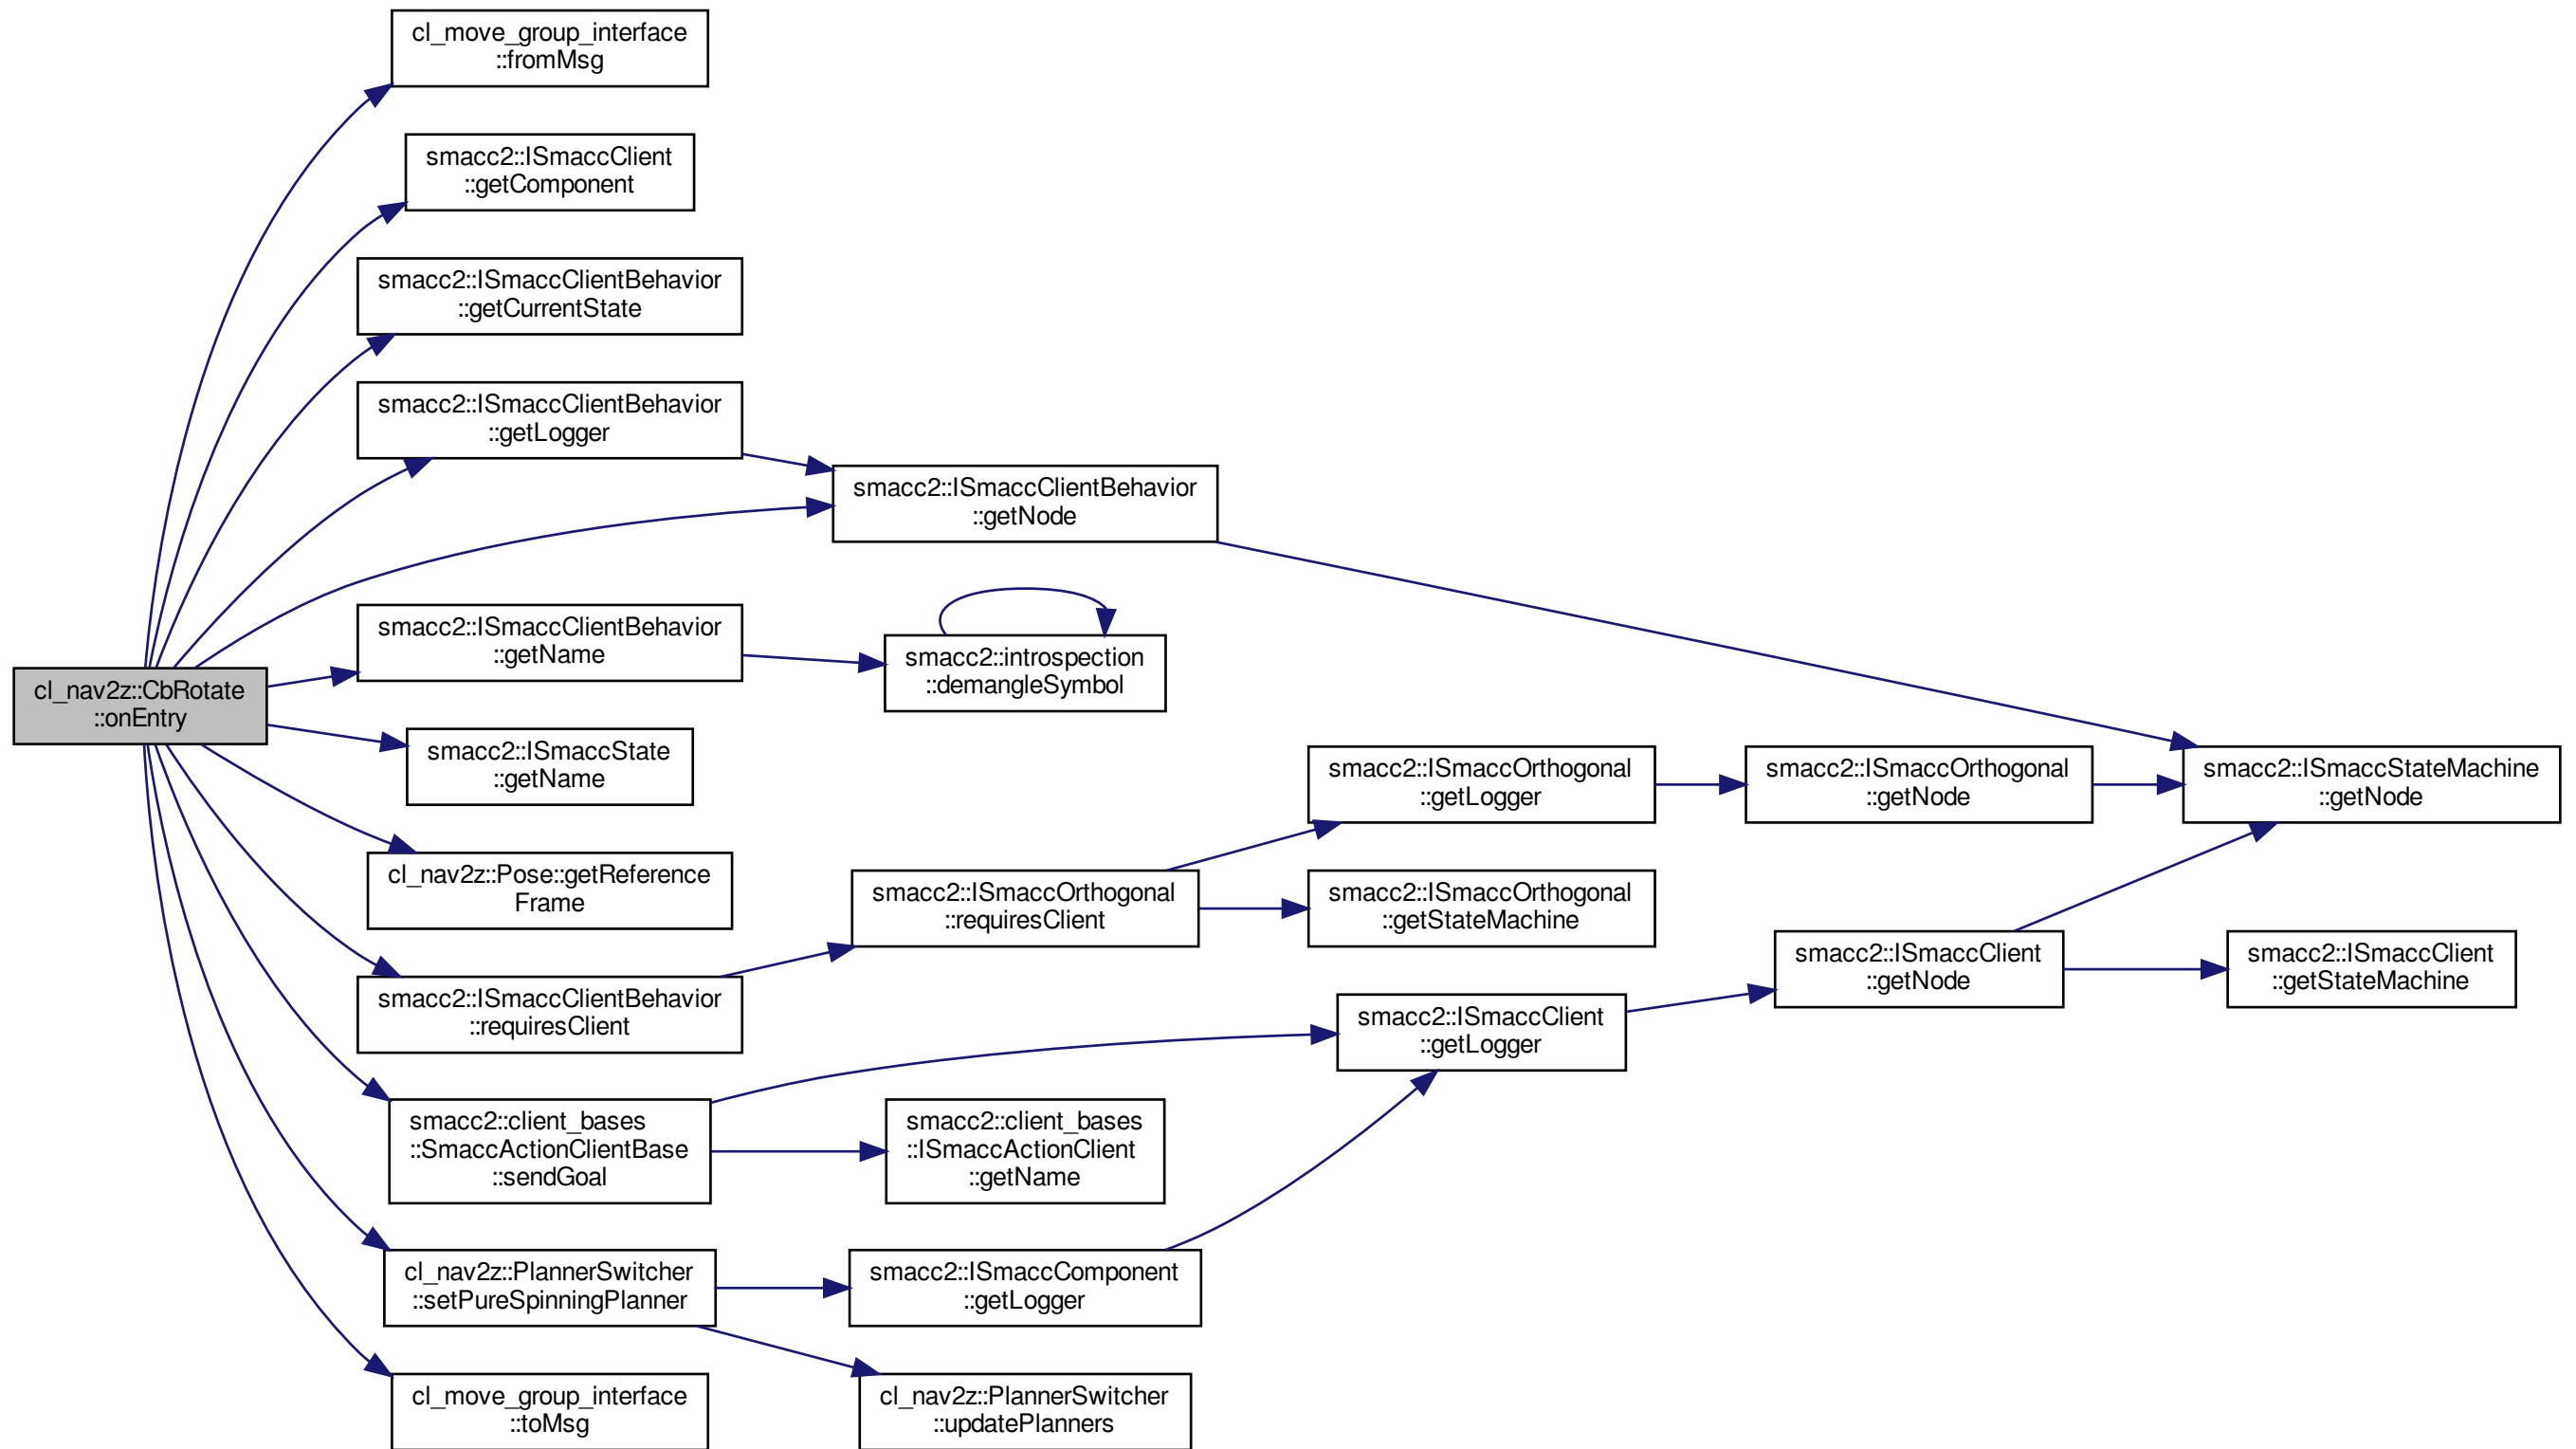 cl_move_group_interface
::fromMsg
smacc2::ISmaccClient
::getComponent
smacc2::ISmaccClientBehavior
::getCurrentState
smacc2::ISmaccClientBehavior
::getLogger
smacc2::ISmaccClientBehavior
::getNode
smacc2::ISmaccClientBehavior
::getName
smacc2::introspection
::demangleSymbol
cl_nav2z::CbRotate
::onEntry
smacc2::ISmaccState
::getName
smacc2::ISmaccOrthogonal
::getLogger
smacc2::ISmaccOrthogonal
::getNode
smacc2::ISmaccStateMachine
::getNode
cl_nav2z::Pose::getReference
Frame
smacc2::ISmaccOrthogonal
::requiresClient
smacc2::ISmaccOrthogonal
::getStateMachine
smacc2::ISmaccClientBehavior
::requiresClient
smacc2::ISmaccClient
::getLogger
smacc2::ISmaccClient
::getNode
smacc2::ISmaccClient
::getStateMachine
smacc2::client_bases
::SmaccActionClientBase
::sendGoal
smacc2::client_bases
::ISmaccActionClient
::getName
cl_nav2z::PlannerSwitcher
::setPureSpinningPlanner
smacc2::ISmaccComponent
::getLogger
cl_move_group_interface
::toMsg
cl_nav2z::PlannerSwitcher
::updatePlanners